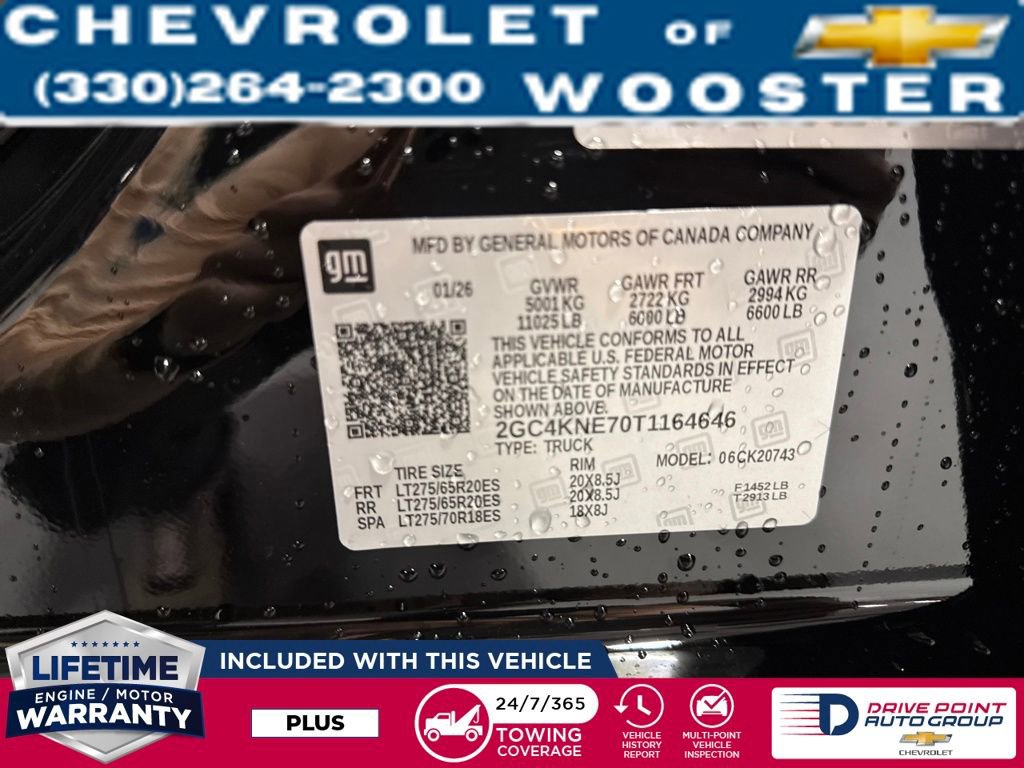 CHEVROLET OF
(330)264-2300 WOOSTER
gm
MFD BY GENERAL MOTORS OF CANADA COMPANY
01/26
GVWR
5001 KG
11025 LB
GAWR FRT
2722 KG
6000 LB
GAWR RR
2994 KG
6600 LB
THIS VEHICLE CONFORMS TO ALL
APPLICABLE U.S. FEDERAL MOTOR
VEHICLE SAFETY STANDARDS IN EFFECT
ON THE DATE OF MANUFACTURE
SHOWN ABOVE.
2GC4KNE70T1164646
TYPE: TRUCK
MODEL: 06CK20743
TIRE SIZE RIM
FRT LT275/65R20ES 20X8.5J
RR LT275/65R20ES 20X8.5J
SPA LT275/70R18ES 18X8J
F1452 LB
T2913 LB
LIFETIME
ENGINE / MOTOR
WARRANTY
INCLUDED WITH THIS VEHICLE
PLUS
24/7/365
TOWING
COVERAGE
VEHICLE
HISTORY
REPORT
MULTI-POINT
VEHICLE
INSPECTION
DRIVE POINT
AUTO GROUP
CHEVROLET